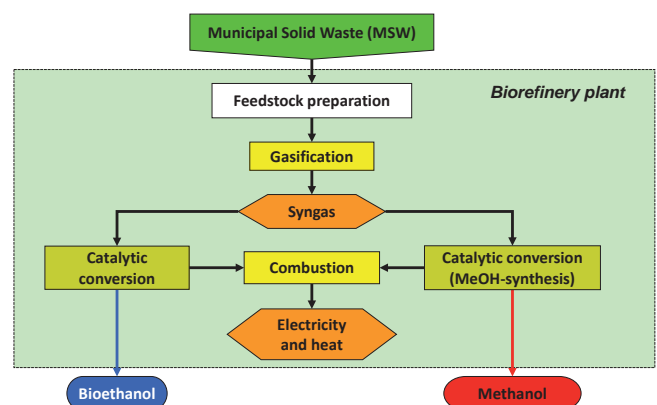 Municipal Solid Waste (MSW)
Biorefinery plant
Feedstock preparation
Gasification
Syngas
Catalytic
conversion
Combustion
Catalytic conversion
(MeOH-synthesis)
Electricity
and heat
Bioethanol
Methanol